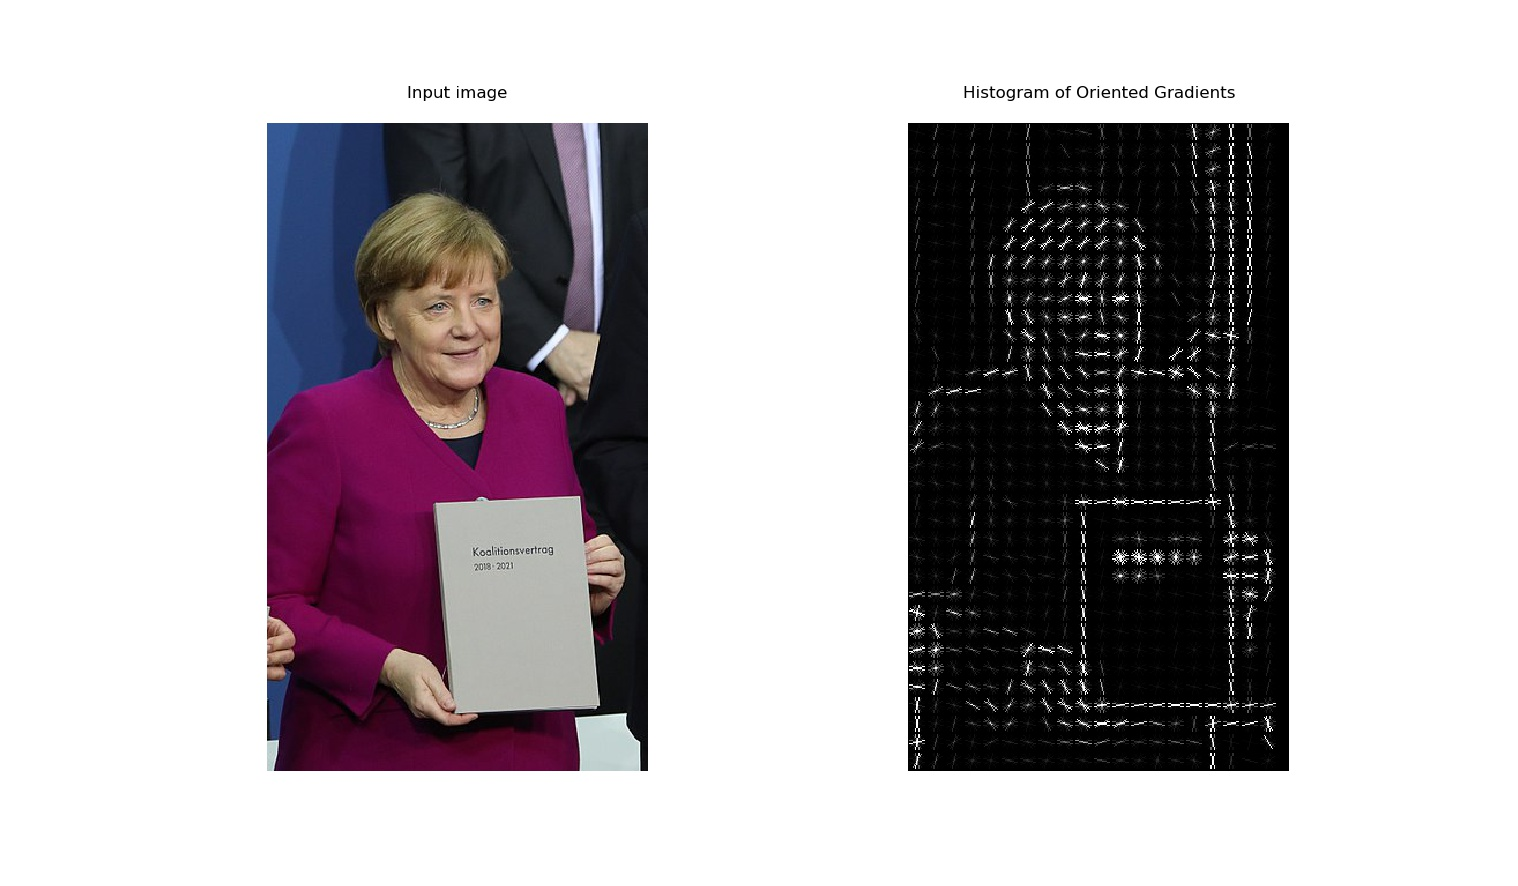 Input image
Histogram of Oriented Gradients
Koalitionsvertrag
2018 - 2021